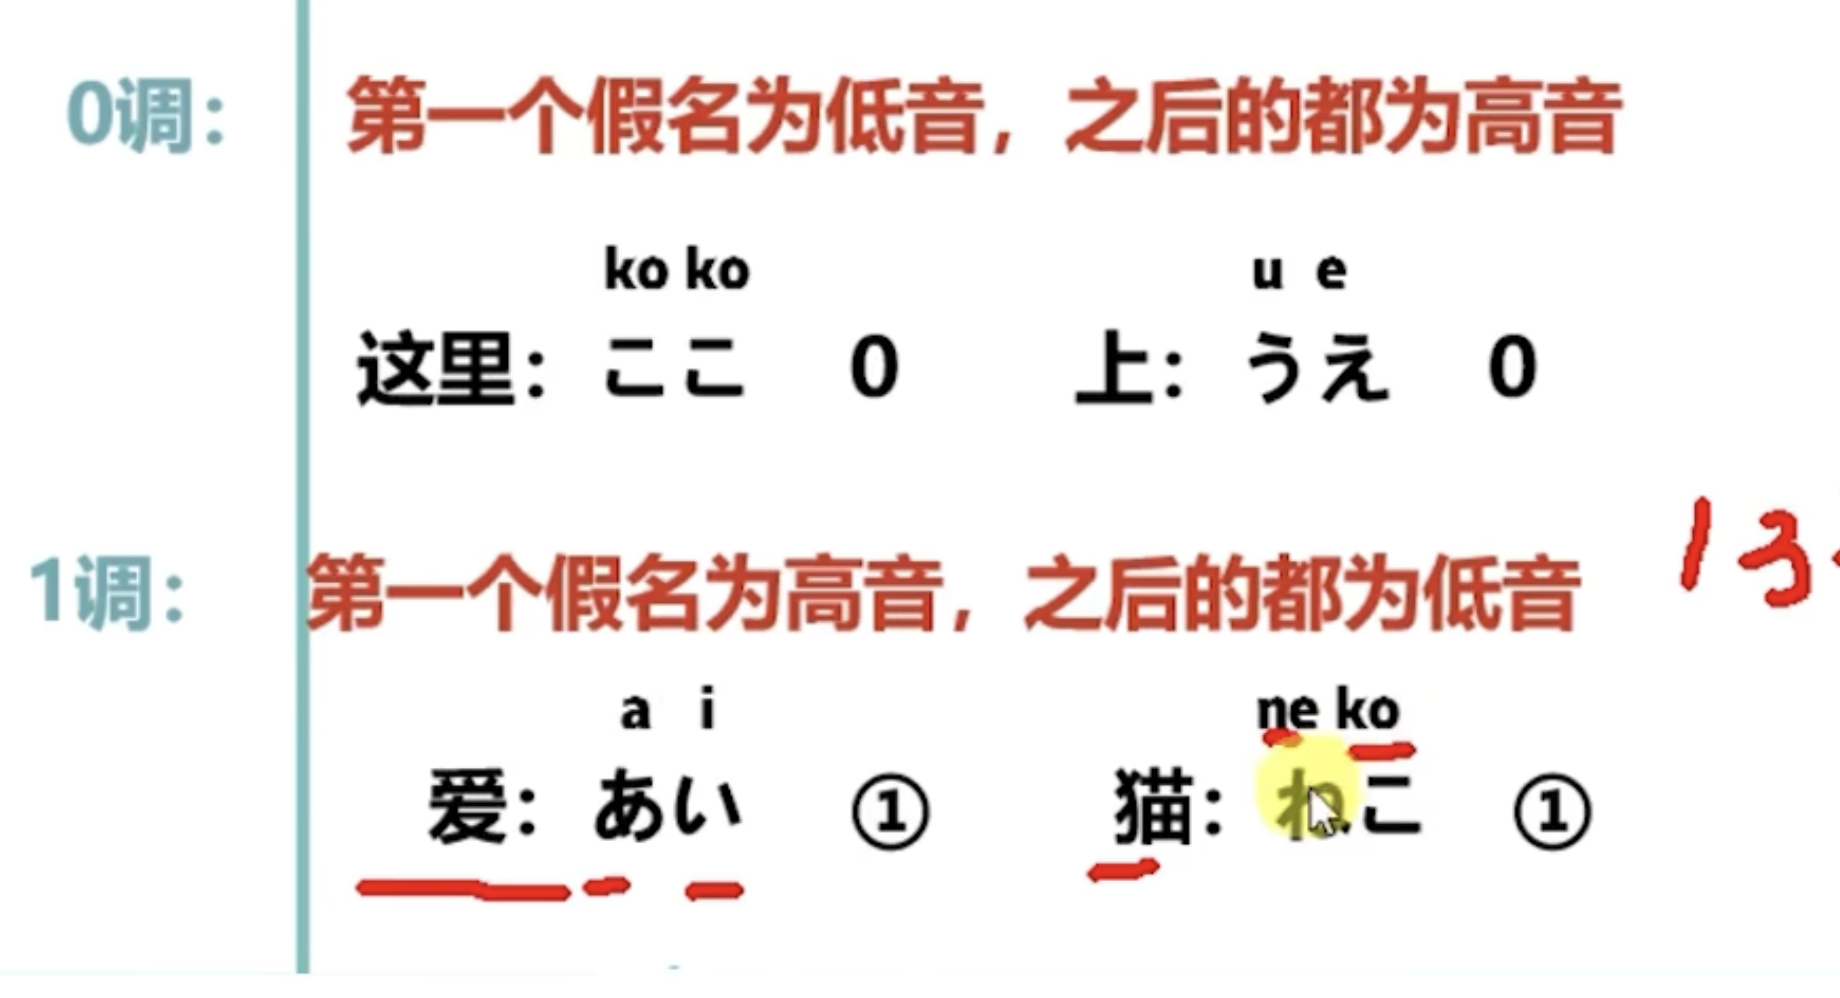 0调： 第一个假名为低音，之后的都为高音
ko ko u e
这里：ここ 0 上：うえ 0
13
1调： 第一个假名为高音，之后的都为低音
a i ne ko
爱：あい ① 猫：ねこ ①